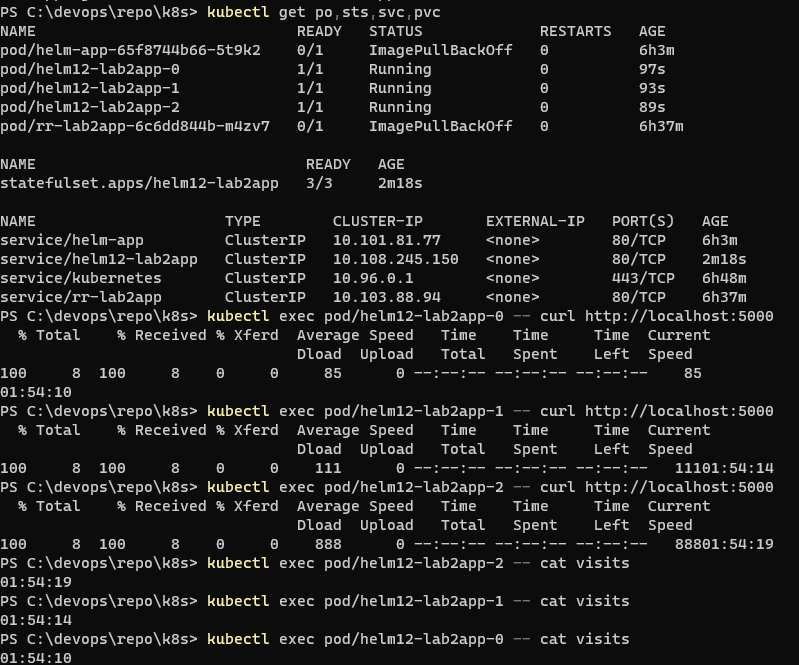 PS C:\devops\repo\k8s> kubectl get po,sts,svc,pvc
NAME                            READY   STATUS             RESTARTS   AGE
pod/helm-app-65f8744b66-5t9k2   0/1     ImagePullBackOff   0          6h3m
pod/helm12-lab2app-0            1/1     Running            0          97s
pod/helm12-lab2app-1            1/1     Running            0          93s
pod/helm12-lab2app-2            1/1     Running            0          89s
pod/rr-lab2app-6c6dd844b-m4zv7   0/1     ImagePullBackOff   0          6h37m
NAME                              READY   AGE
statefulset.apps/helm12-lab2app   3/3     2m18s
NAME                     TYPE        CLUSTER-IP       EXTERNAL-IP   PORT(S)   AGE
service/helm-app         ClusterIP   10.101.81.77     <none>        80/TCP    6h3m
service/helm12-lab2app   ClusterIP   10.108.245.150   <none>        80/TCP    2m18s
service/kubernetes       ClusterIP   10.96.0.1        <none>        443/TCP   6h48m
service/rr-lab2app       ClusterIP   10.103.88.94     <none>        80/TCP    6h37m
PS C:\devops\repo\k8s> kubectl exec pod/helm12-lab2app-0 -- curl http://localhost:5000
  % Total    % Received % Xferd  Average Speed   Time    Time     Time  Current
                                 Dload  Upload   Total   Spent    Left  Speed
100     8  100     8    0     0     85      0 --:--:-- --:--:-- --:--:--    85
01:54:10
PS C:\devops\repo\k8s> kubectl exec pod/helm12-lab2app-1 -- curl http://localhost:5000
  % Total    % Received % Xferd  Average Speed   Time    Time     Time  Current
                                 Dload  Upload   Total   Spent    Left  Speed
100     8  100     8    0     0    111      0 --:--:-- --:--:-- --:--:--   11101:54:14
PS C:\devops\repo\k8s> kubectl exec pod/helm12-lab2app-2 -- curl http://localhost:5000
  % Total    % Received % Xferd  Average Speed   Time    Time     Time  Current
                                 Dload  Upload   Total   Spent    Left  Speed
100     8  100     8    0     0    888      0 --:--:-- --:--:-- --:--:--   88801:54:19
PS C:\devops\repo\k8s> kubectl exec pod/helm12-lab2app-2 -- cat visits
01:54:19
PS C:\devops\repo\k8s> kubectl exec pod/helm12-lab2app-1 -- cat visits
01:54:14
PS C:\devops\repo\k8s> kubectl exec pod/helm12-lab2app-0 -- cat visits
01:54:10